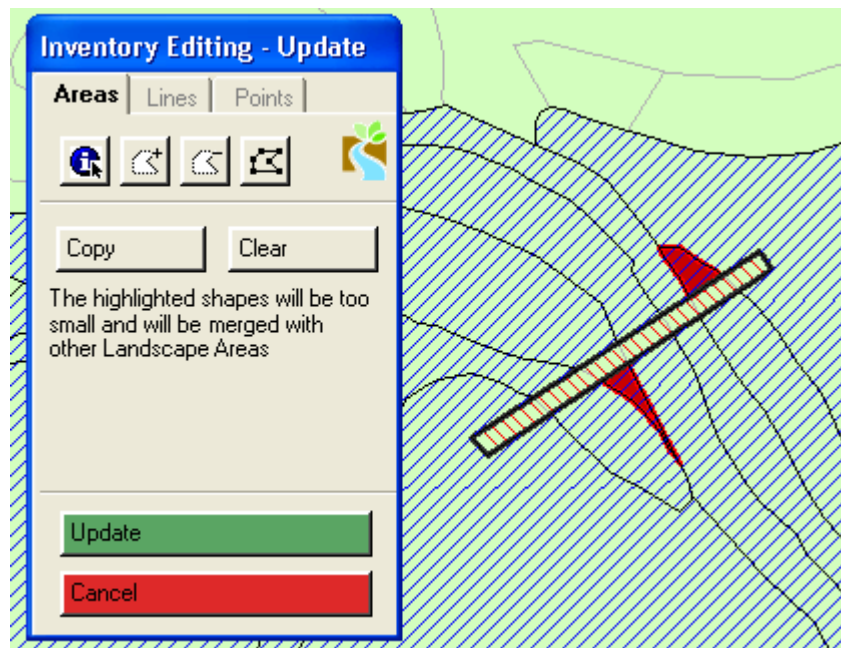 Inventory Editing - Update
Areas Lines Points
Copy Clear
The highlighted shapes will be too
small and will be merged with
other Landscape Areas
Update
Cancel